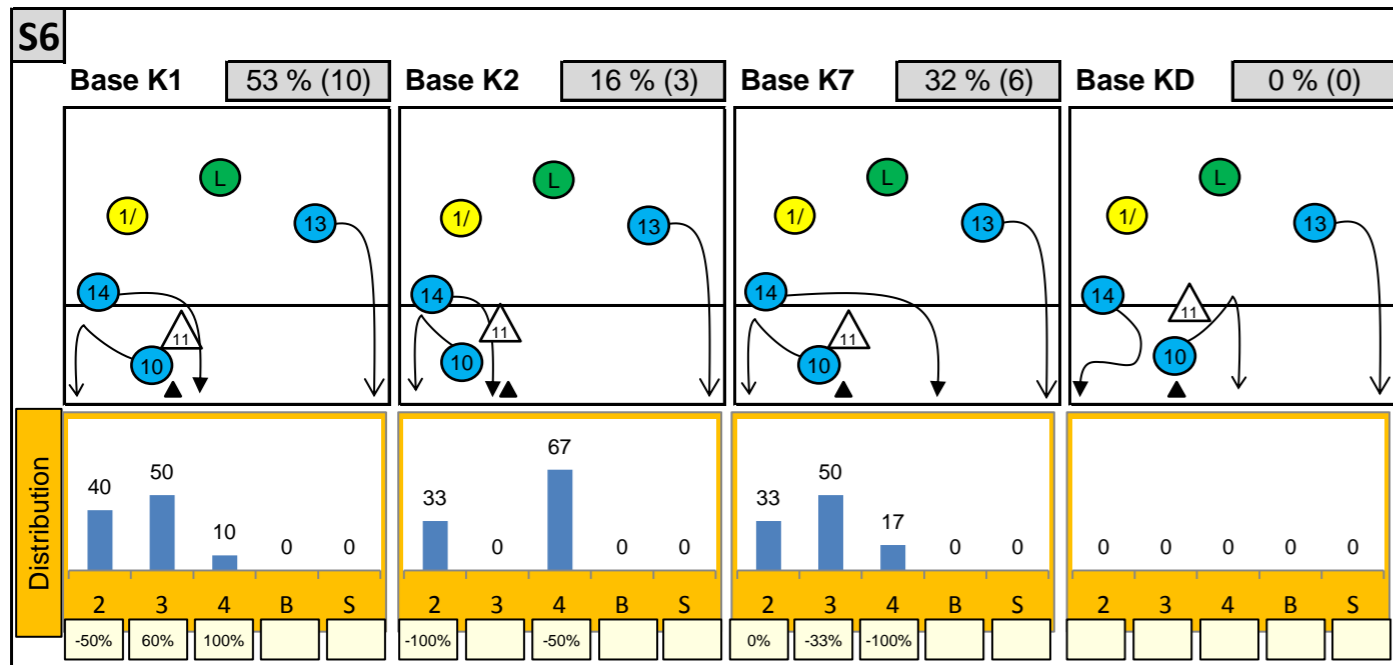 S6
Base K1 53 % (10) Base K2 16 % (3) Base K7 32 % (6) Base KD 0 % (0)
L L L L
1/ 13 1/ 13 1/ 13 1/ 13
14 14 14 14
11 11 11 11
10 10 10 10
Distribution
40 50 10 0 0
33 0 67 0 0
33 50 17 0 0
0 0 0 0 0
2 3 4 B S 2 3 4 B S 2 3 4 B S 2 3 4 B S
-50% 60% 100% -100% -50% 0% -33% -100%